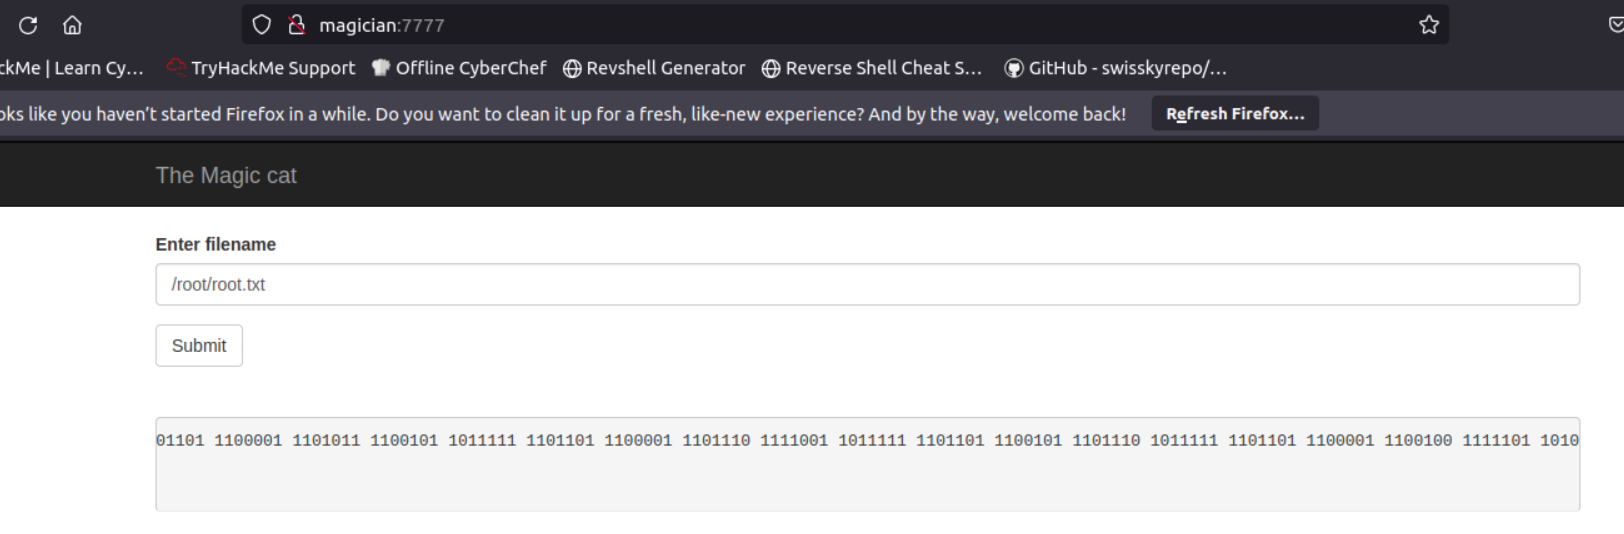 magician:7777
ckMe | Learn Cy… TryHackMe Support Offline CyberChef Revshell Generator Reverse Shell Cheat S… GitHub - swisskyrepo/…
oks like you haven’t started Firefox in a while. Do you want to clean it up for a fresh, like-new experience? And by the way, welcome back! Refresh Firefox…
The Magic cat
Enter filename
/root/root.txt
Submit
01101 1100001 1101011 1100101 1011111 1101101 1100001 1101110 1111001 1011111 1101101 1100101 1101110 1011111 1101101 1100001 1100100 1111101 1010